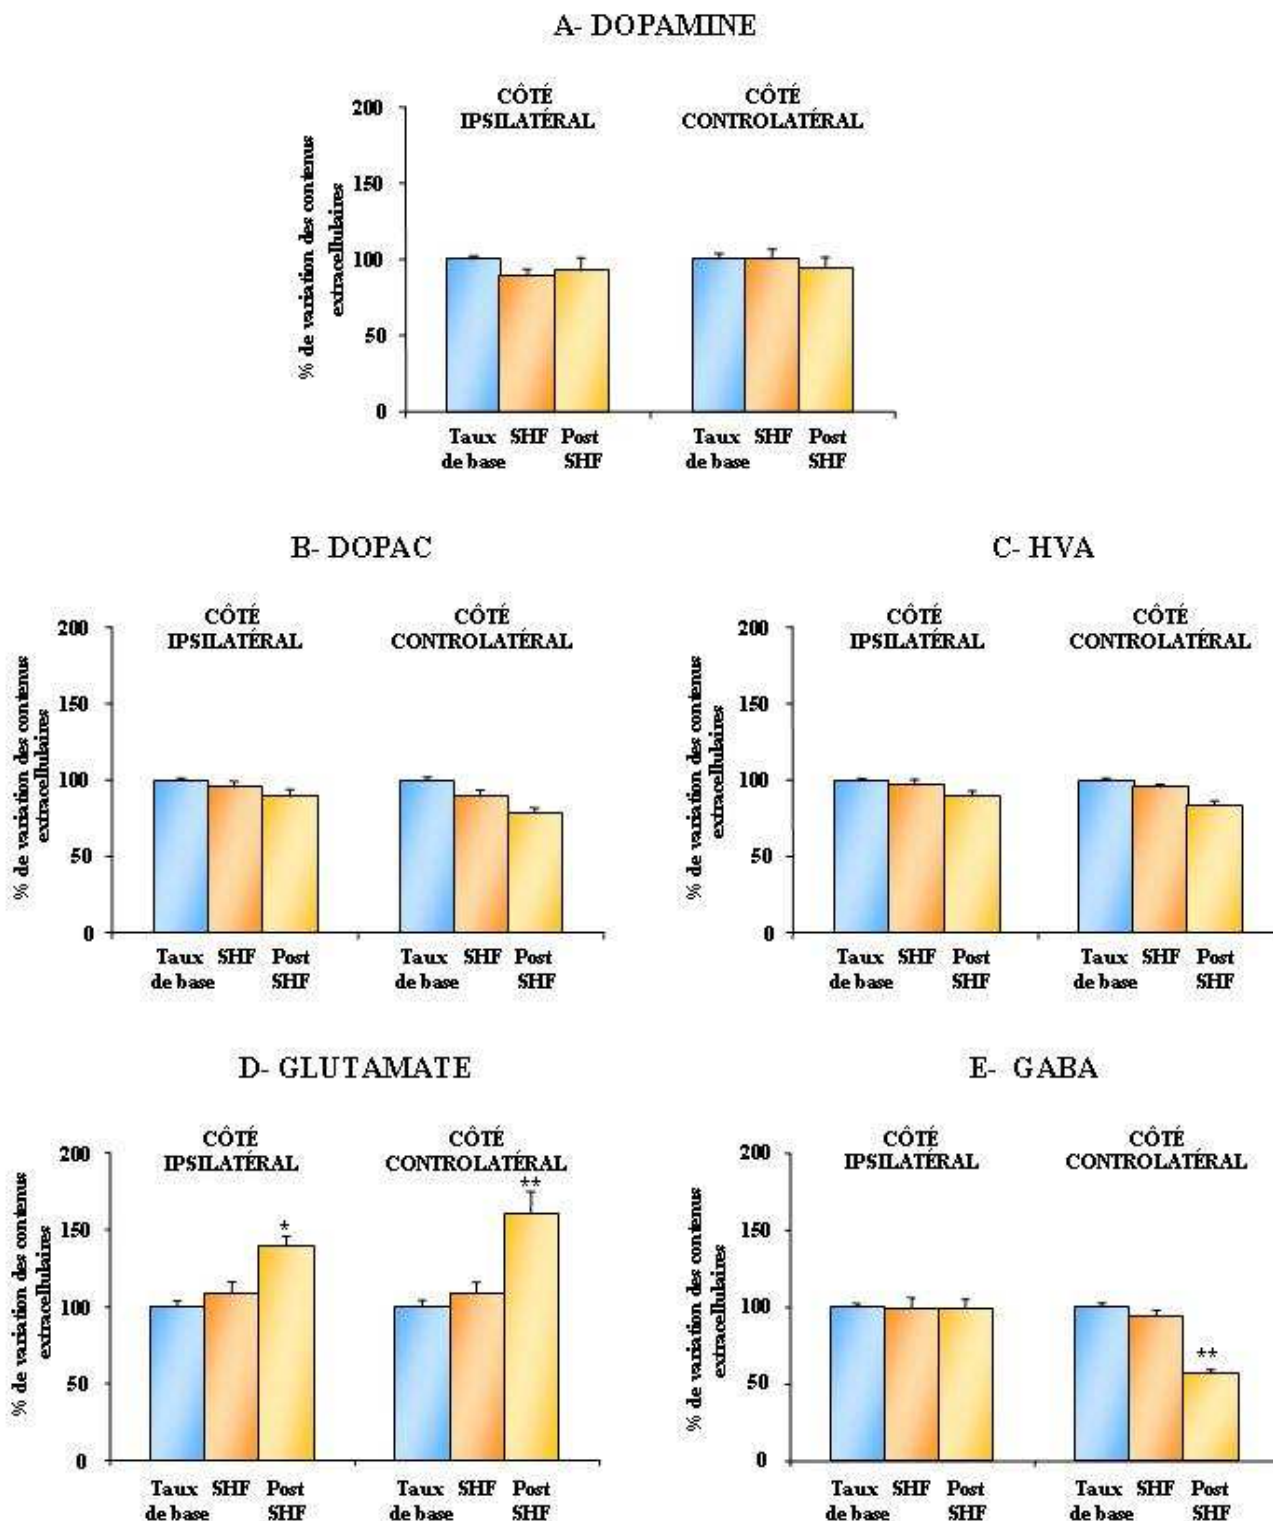 A- DOPAMINE
% de variation des contenus
extracellulaires
CÔTÉ
IPSILATÉRAL
CÔTÉ
CONTROLATÉRAL
200
150
100
50
0
Taux
de base
SHF
Post
SHF
Taux
de base
SHF
Post
SHF
B- DOPAC
% de variation des contenus
extracellulaires
CÔTÉ
IPSILATÉRAL
CÔTÉ
CONTROLATÉRAL
200
150
100
50
0
Taux
de base
SHF
Post
SHF
Taux
de base
SHF
Post
SHF
C- HVA
% de variation des contenus
extracellulaires
CÔTÉ
IPSILATÉRAL
CÔTÉ
CONTROLATÉRAL
200
150
100
50
0
Taux
de base
SHF
Post
SHF
Taux
de base
SHF
Post
SHF
D- GLUTAMATE
% de variation des contenus
extracellulaires
CÔTÉ
IPSILATÉRAL
CÔTÉ
CONTROLATÉRAL
200
150
100
50
0
*
**
Taux
de base
SHF
Post
SHF
Taux
de base
SHF
Post
SHF
E- GABA
% de variation des contenus
extracellulaires
CÔTÉ
IPSILATÉRAL
CÔTÉ
CONTROLATÉRAL
200
150
100
50
0
**
Taux
de base
SHF
Post
SHF
Taux
de base
SHF
Post
SHF